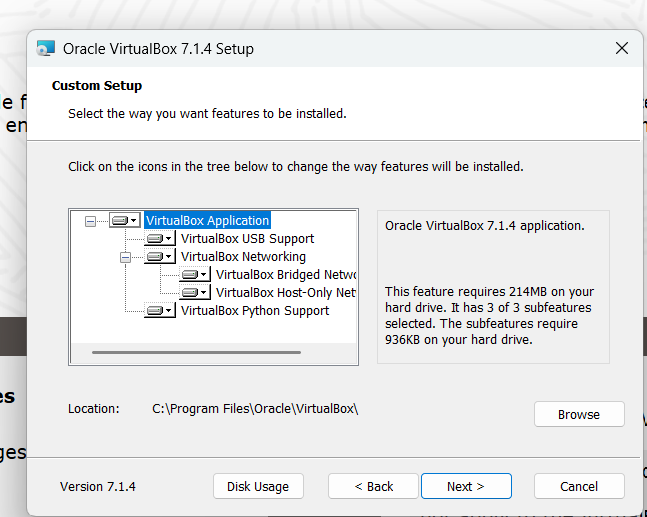 Oracle VirtualBox 7.1.4 Setup
Custom Setup
Select the way you want features to be installed.
Click on the icons in the tree below to change the way features will be installed.
VirtualBox Application
VirtualBox USB Support
VirtualBox Networking
VirtualBox Bridged Netwo
VirtualBox Host-Only Net
VirtualBox Python Support
Oracle VirtualBox 7.1.4 application.
This feature requires 214MB on your
hard drive. It has 3 of 3 subfeatures
selected. The subfeatures require
936KB on your hard drive.
Location: C:\Program Files\Oracle\VirtualBox\
Browse
Version 7.1.4
Disk Usage
< Back
Next >
Cancel